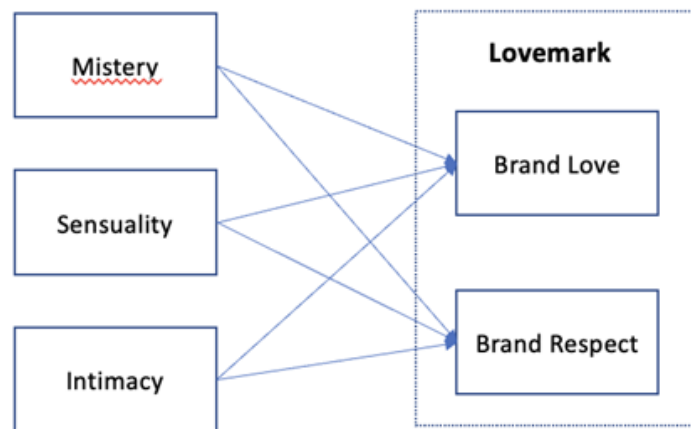 Mistery
Lovemark
Brand Love
Sensuality
Brand Respect
Intimacy